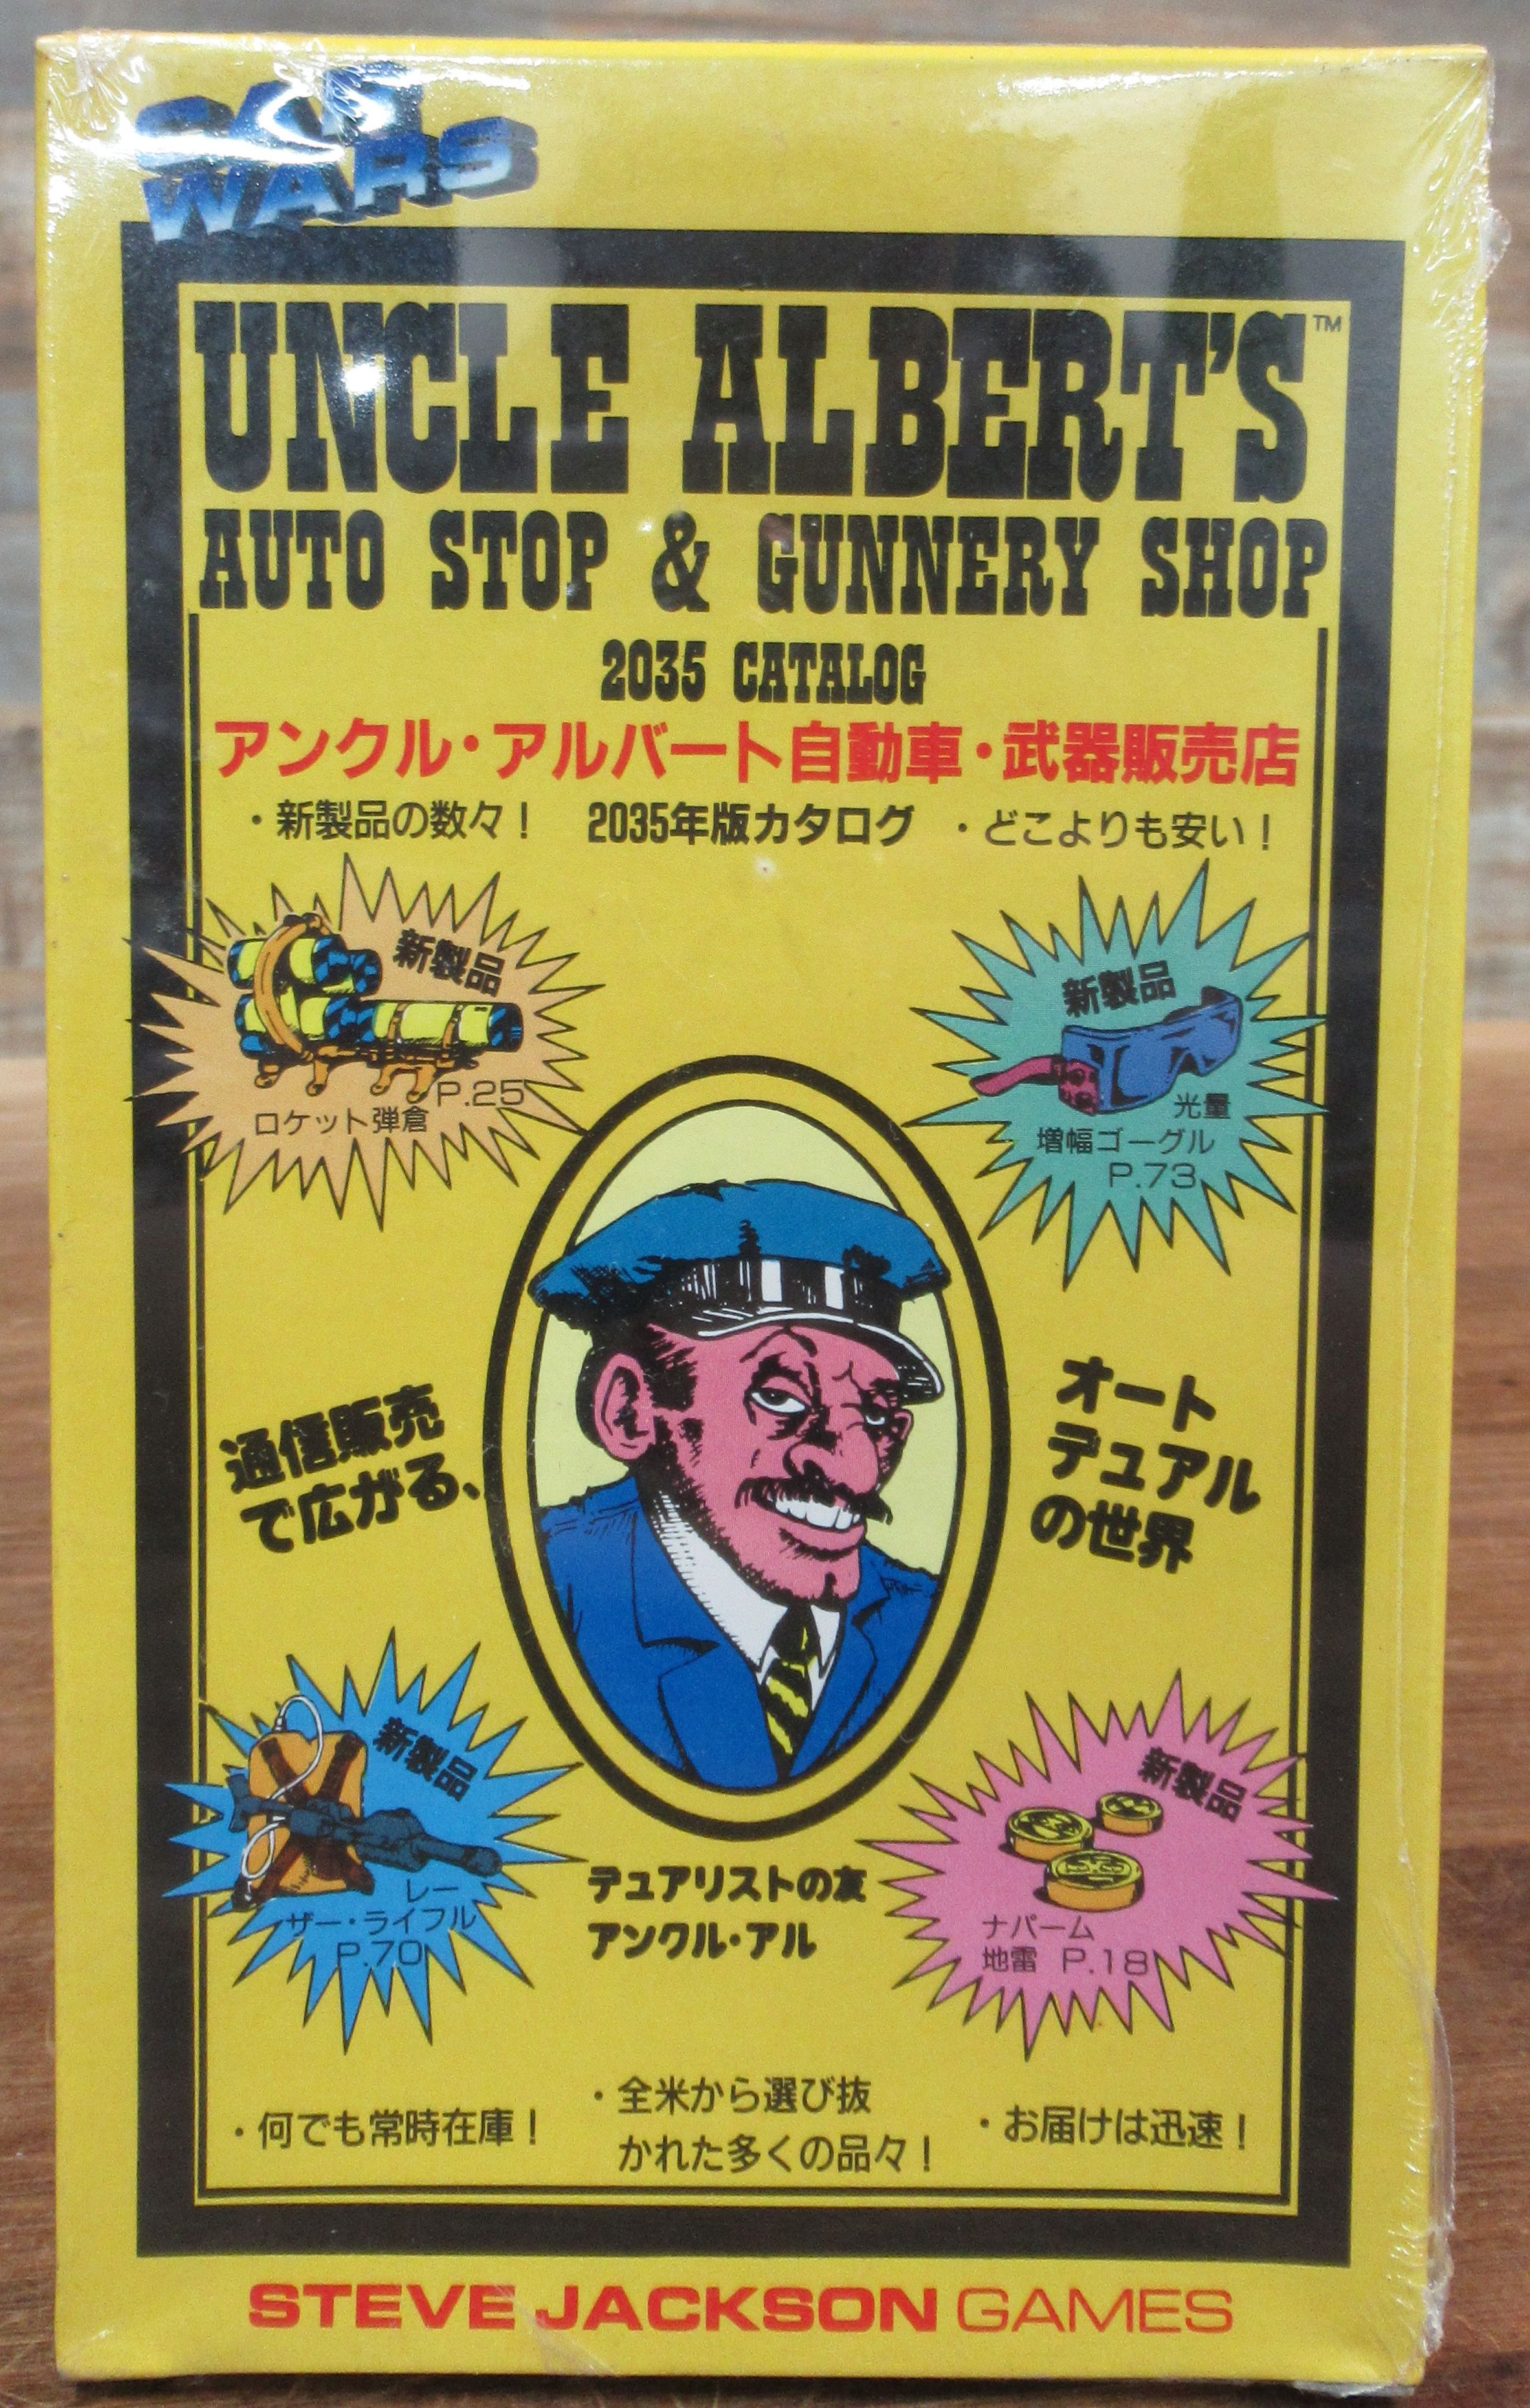 CAR
WARS
UNCLE ALBERT'S™
AUTO STOP & GUNNERY SHOP
2035 CATALOG
アンクル・アルバート自動車・武器販売店
・新製品の数々！ 2035年版カタログ ・どこよりも安い！
新製品
P.25
ロケット弾倉
新製品
光量
増幅ゴーグル
P.73
通信販売
で広がる、
オート
デュアル
の世界
新製品
レー
ザー・ライフル
P.70
新製品
ナパーム
地雷 P.18
デュアリストの友
アンクル・アル
・何でも常時在庫！
・全米から選び抜
かれた多くの品々！
・お届けは迅速！
STEVE JACKSON GAMES